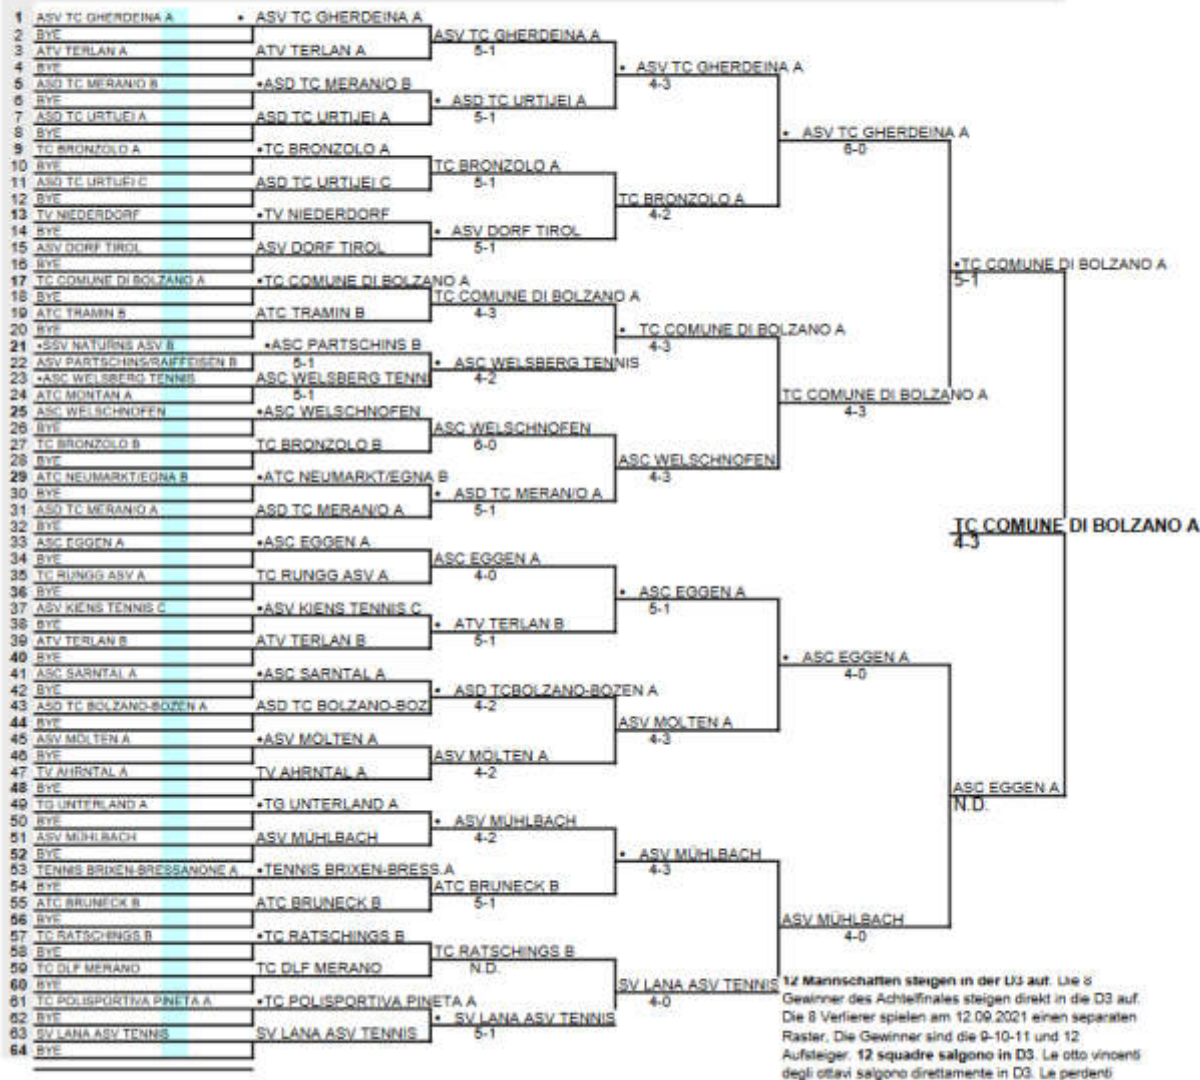 1 ASV TC GHERDEINA A
2 BYE
3 ATV TERLAN A
4 BYE
5 ASD TC MERAN/O B
6 BYE
7 ASD TC URTIJEI A
8 BYE
9 TC BRONZOLO A
10 BYE
11 ASD TC URTIJEI C
12 BYE
13 TV NIEDERDORF
14 BYE
15 ASV DORF TIROL
16 BYE
17 TC COMUNE DI BOLZANO A
18 BYE
19 ATC TRAMIN B
20 BYE
21 •SSV NATURNS ASV B
22 ASV PARTSCHINS/RAIFFEISEN B
23 •ASC WELSBERG TENNIS
24 ATC MONTAN A
25 ASC WELSCHNOFEN
26 BYE
27 TC BRONZOLO B
28 BYE
29 ATC NEUMARKT/EGNA B
30 BYE
31 ASD TC MERAN/O A
32 BYE
33 ASC EGGEN A
34 BYE
35 TC RUNGG ASV A
36 BYE
37 ASV KIENS TENNIS C
38 BYE
39 ATV TERLAN B
40 BYE
41 ASC SARNTAL A
42 BYE
43 ASD TC BOLZANO-BOZEN A
44 BYE
45 ASV MÖLTEN A
46 BYE
47 TV AHRNTAL A
48 BYE
49 TG UNTERLAND A
50 BYE
51 ASV MÜHLBACH
52 BYE
53 TENNIS BRIXEN-BRESSANONE A
54 BYE
55 ATC BRUNECK B
56 BYE
57 TC RATSCHINGS B
58 BYE
59 TC DLF MERANO
60 BYE
61 TC POLISPORTIVA PINETA A
62 BYE
63 SV LANA ASV TENNIS
64 BYE
• ASV TC GHERDEINA A
ATV TERLAN A
•ASD TC MERAN/O B
ASD TC URTIJEI A
•TC BRONZOLO A
ASD TC URTIJEI C
•TV NIEDERDORF
ASV DORF TIROL
•TC COMUNE DI BOLZANO A
ATC TRAMIN B
•ASC PARTSCHINS B
5-1
ASC WELSBERG TENNI
5-1
•ASC WELSCHNOFEN
TC BRONZOLO B
•ATC NEUMARKT/EGNA B
ASD TC MERAN/O A
•ASC EGGEN A
TC RUNGG ASV A
•ASV KIENS TENNIS C
ATV TERLAN B
•ASC SARNTAL A
ASD TC BOLZANO-BOZ
•ASV MÖLTEN A
TV AHRNTAL A
•TG UNTERLAND A
ASV MÜHLBACH
•TENNIS BRIXEN-BRESS.A
ATC BRUNECK B
•TC RATSCHINGS B
TC DLF MERANO
•TC POLISPORTIVA PINETA A
SV LANA ASV TENNIS
ASV TC GHERDEINA A
5-1
• ASD TC URTIJEI A
5-1
TC BRONZOLO A
5-1
• ASV DORF TIROL
5-1
TC COMUNE DI BOLZANO A
4-3
• ASC WELSBERG TENNIS
4-2
ASC WELSCHNOFEN
6-0
• ASD TC MERAN/O A
5-1
ASC EGGEN A
4-0
• ATV TERLAN B
5-1
• ASD TCBOLZANO-BOZEN A
4-2
ASV MÖLTEN A
4-2
• ASV MÜHLBACH
4-2
ATC BRUNECK B
5-1
TC RATSCHINGS B
N.D.
• SV LANA ASV TENNIS
5-1
• ASV TC GHERDEINA A
4-3
TC BRONZOLO A
4-2
• TC COMUNE DI BOLZANO A
4-3
ASC WELSCHNOFEN
4-3
• ASC EGGEN A
5-1
ASV MÖLTEN A
4-3
• ASV MÜHLBACH
4-3
SV LANA ASV TENNIS
4-0
• ASV TC GHERDEINA A
6-0
TC COMUNE DI BOLZANO A
4-3
• ASC EGGEN A
4-0
ASV MÜHLBACH
4-0
•TC COMUNE DI BOLZANO A
5-1
ASC EGGEN A
N.D.
TC COMUNE DI BOLZANO A
4-3
12 Mannschaften steigen in der D3 auf. Die 8
Gewinner des Achtelfinales steigen direkt in die D3 auf.
Die 8 Verlierer spielen am 12.09.2021 einen separaten
Raster. Die Gewinner sind die 9-10-11 und 12
Aufsteiger. 12 squadre salgono in D3. Le otto vincenti
degli ottavi salgono direttamente in D3. Le perdenti